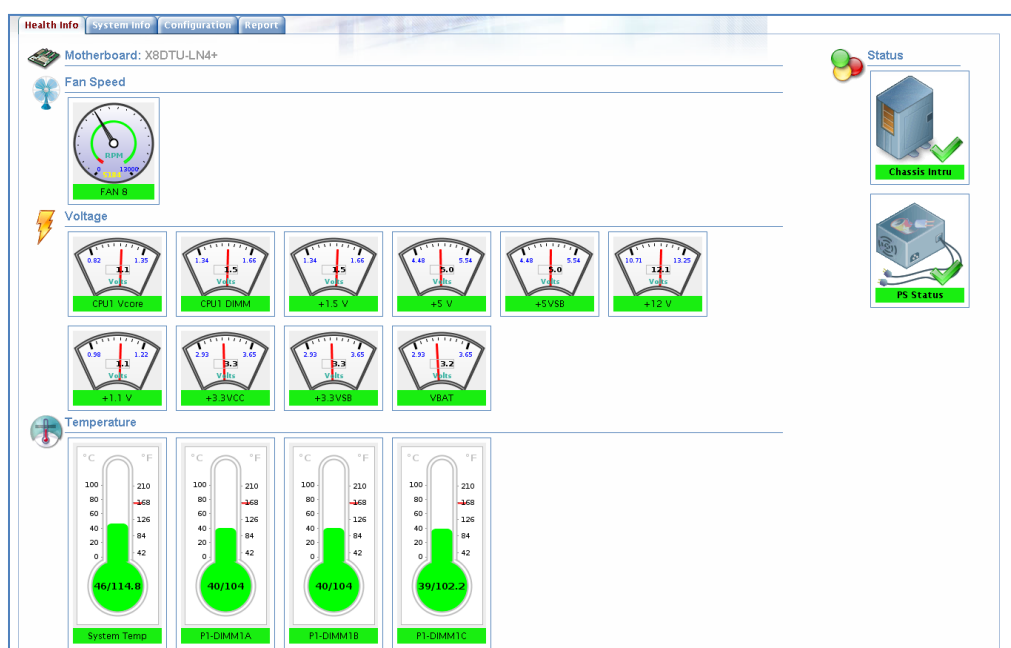 Health Info System Info Configuration Report
Motherboard: X8DTU-LN4+
Status
Fan Speed
RPM
0 13000
FAN 8
Chassis Intru
PS Status
Voltage
0.82 1.35 1.34 1.66 1.34 1.66 4.48 5.54 4.48 5.54 10.71 13.25
1.1 1.5 1.5 5.0 5.0 12.1
Volts Volts Volts Volts Volts Volts
CPU1 Vcore CPU1 DIMM +1.5 V +5 V +5VSB +12 V
0.98 1.22 2.93 3.65 2.93 3.65 2.93 3.65
1.1 3.3 3.3 3.2
Volts Volts Volts Volts
+1.1 V +3.3VCC +3.3VSB VBAT
Temperature
°C °F °C °F °C °F °C °F
100 210 100 210 100 210 100 210
80 168 80 168 80 168 80 168
60 126 60 126 60 126 60 126
40 84 40 84 40 84 40 84
20 42 20 42 20 42 20 42
0 0 0 0
46/114.8 40/104 40/104 39/102.2
System Temp P1-DIMM1A P1-DIMM1B P1-DIMM1C